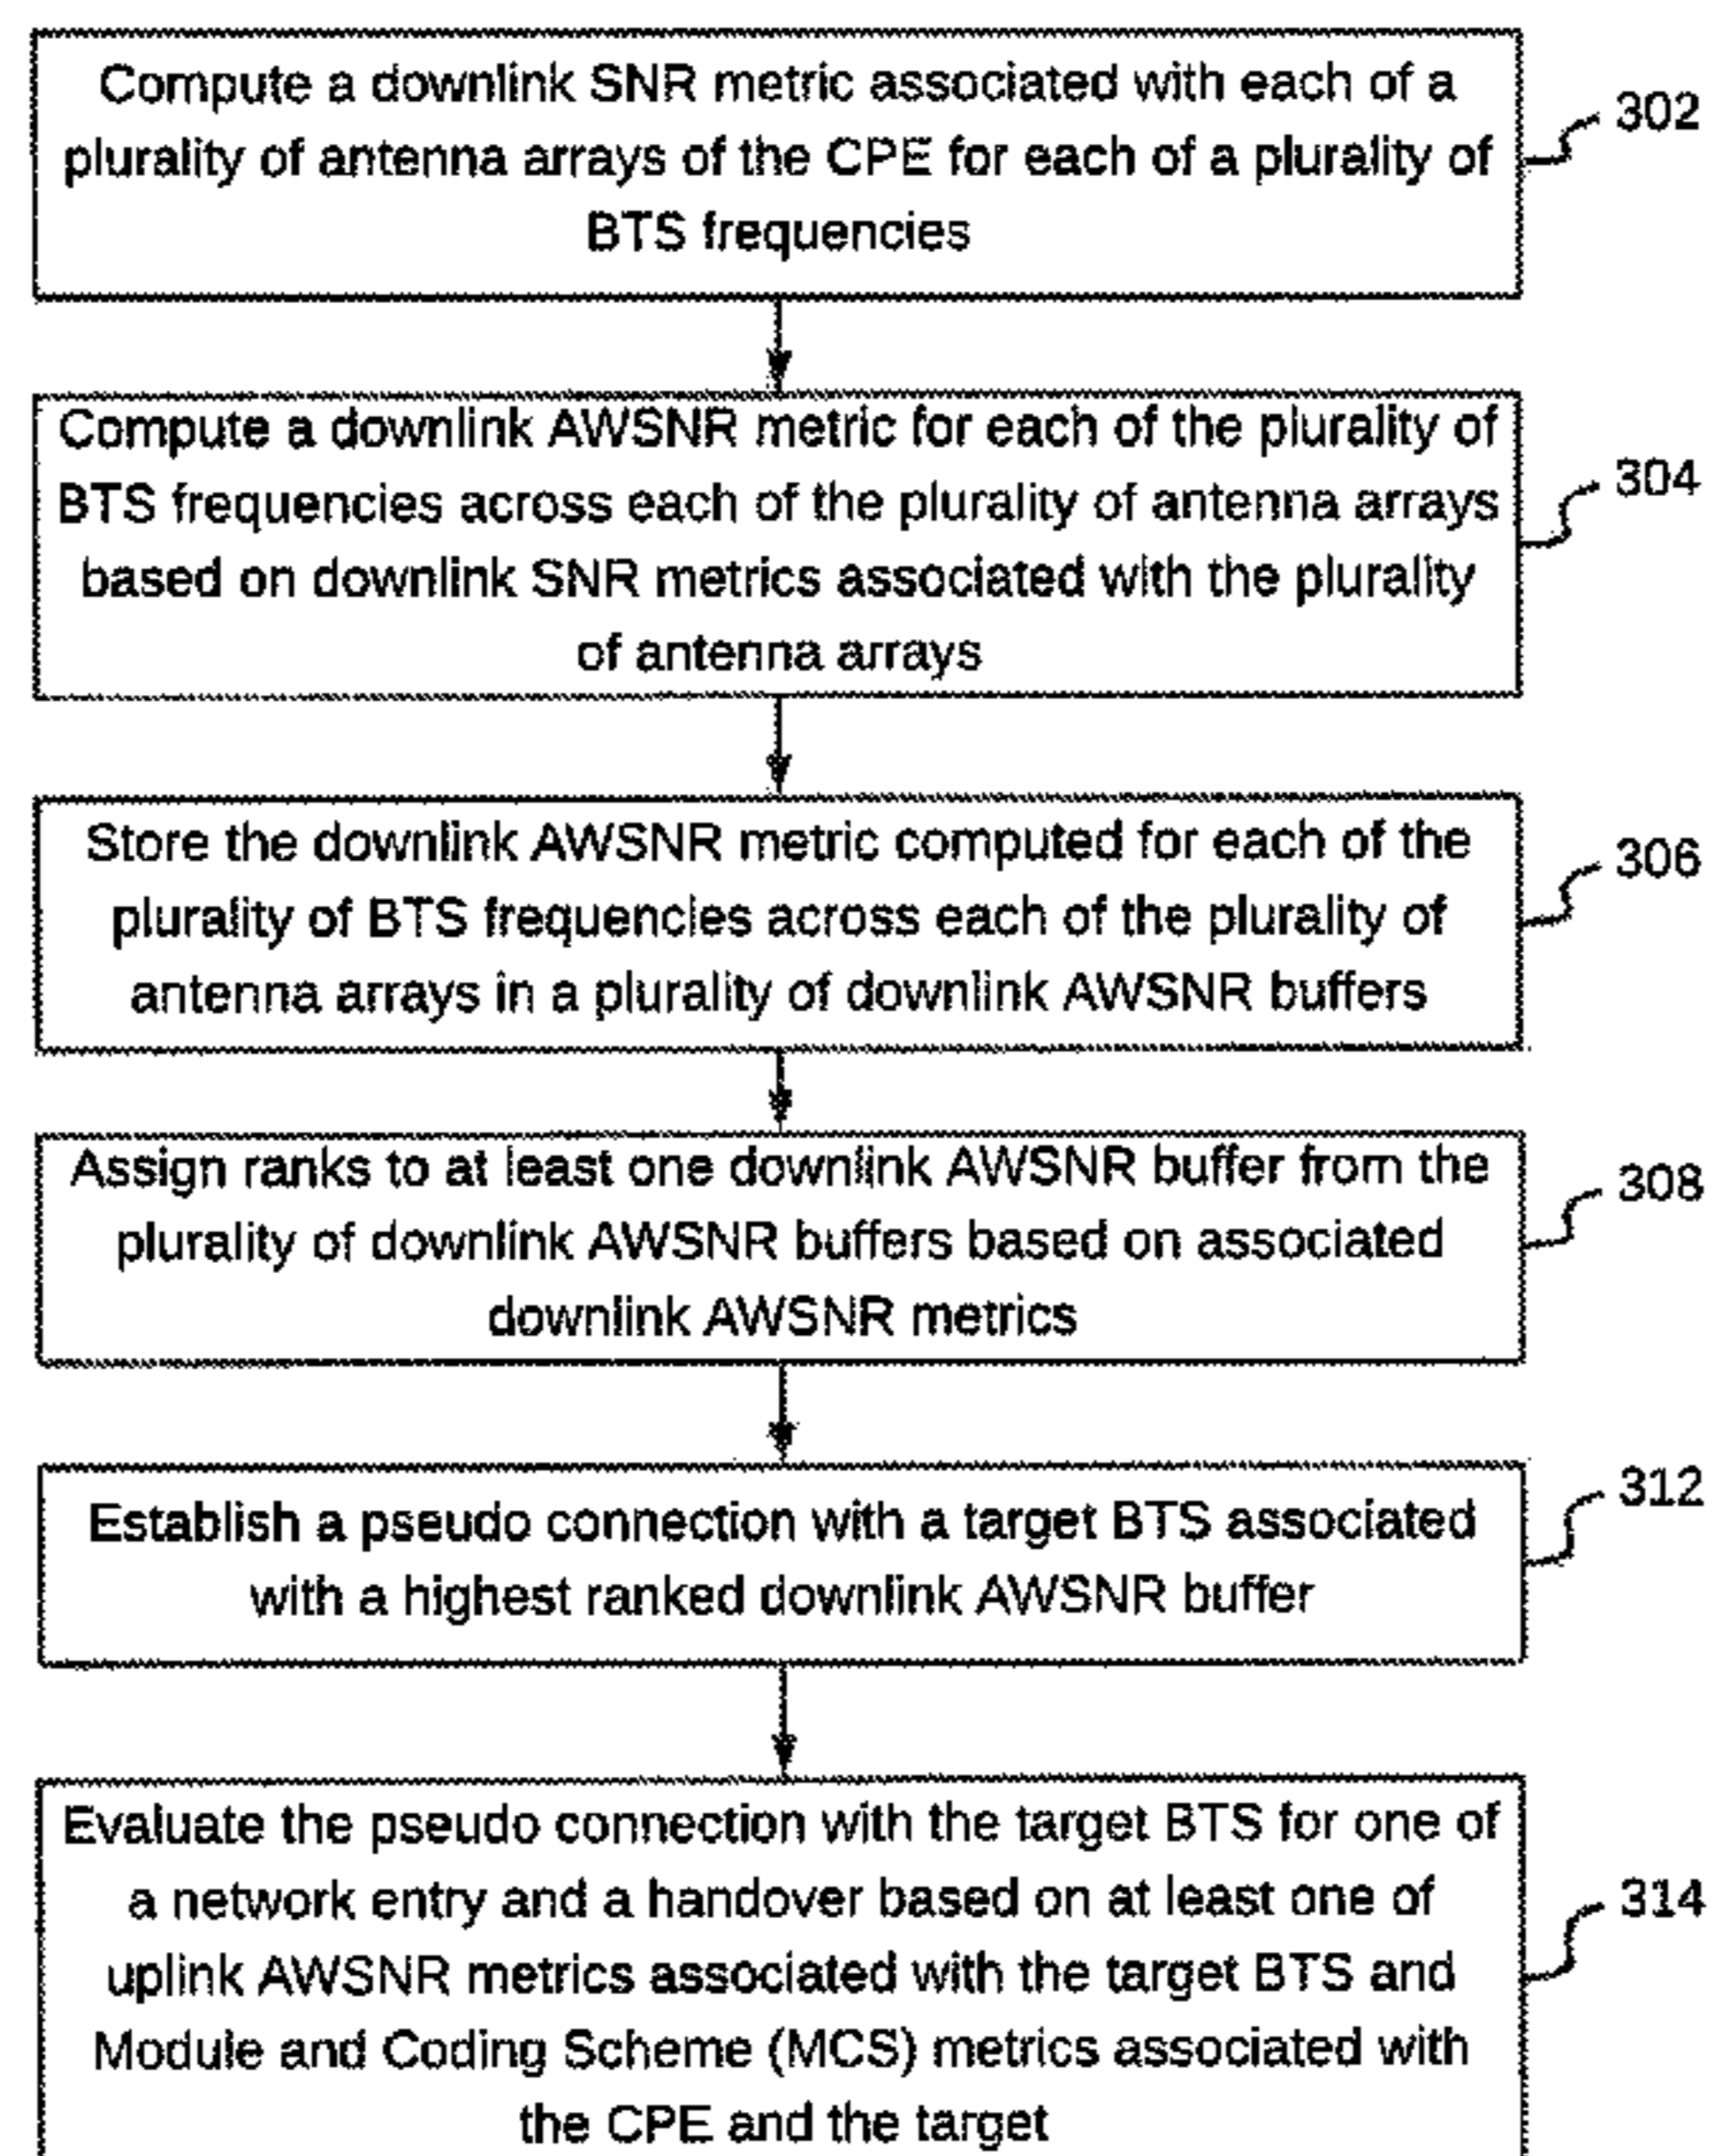 Compute a downlink SNR metric associated with each of a
plurality of antenna arrays of the CPE for each of a plurality of
BTS frequencies
302
Compute a downlink AWSNR metric for each of the plurality of
BTS frequencies across each of the plurality of antenna arrays
based on downlink SNR metrics associated with the plurality
of antenna arrays
304
Store the downlink AWSNR metric computed for each of the
plurality of BTS frequencies across each of the plurality of
antenna arrays in a plurality of downlink AWSNR buffers
306
Assign ranks to at least one downlink AWSNR buffer from the
plurality of downlink AWSNR buffers based on associated
downlink AWSNR metrics
308
Establish a pseudo connection with a target BTS associated
with a highest ranked downlink AWSNR buffer
312
Evaluate the pseudo connection with the target BTS for one of
a network entry and a handover based on at least one of
uplink AWSNR metrics associated with the target BTS and
Module and Coding Scheme (MCS) metrics associated with
the CPE and the target
314